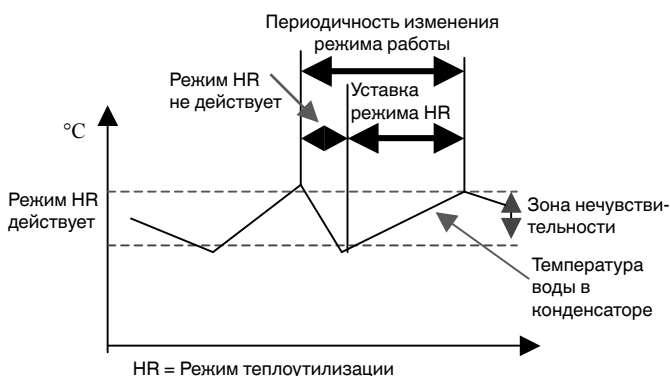 Периодичность изменения
режима работы
Режим HR
не действует
Уставка
режима HR
°C
Режим HR
действует
Зона нечувстви-
тельности
Температура
воды в
конденсаторе
HR = Режим теплоутилизации